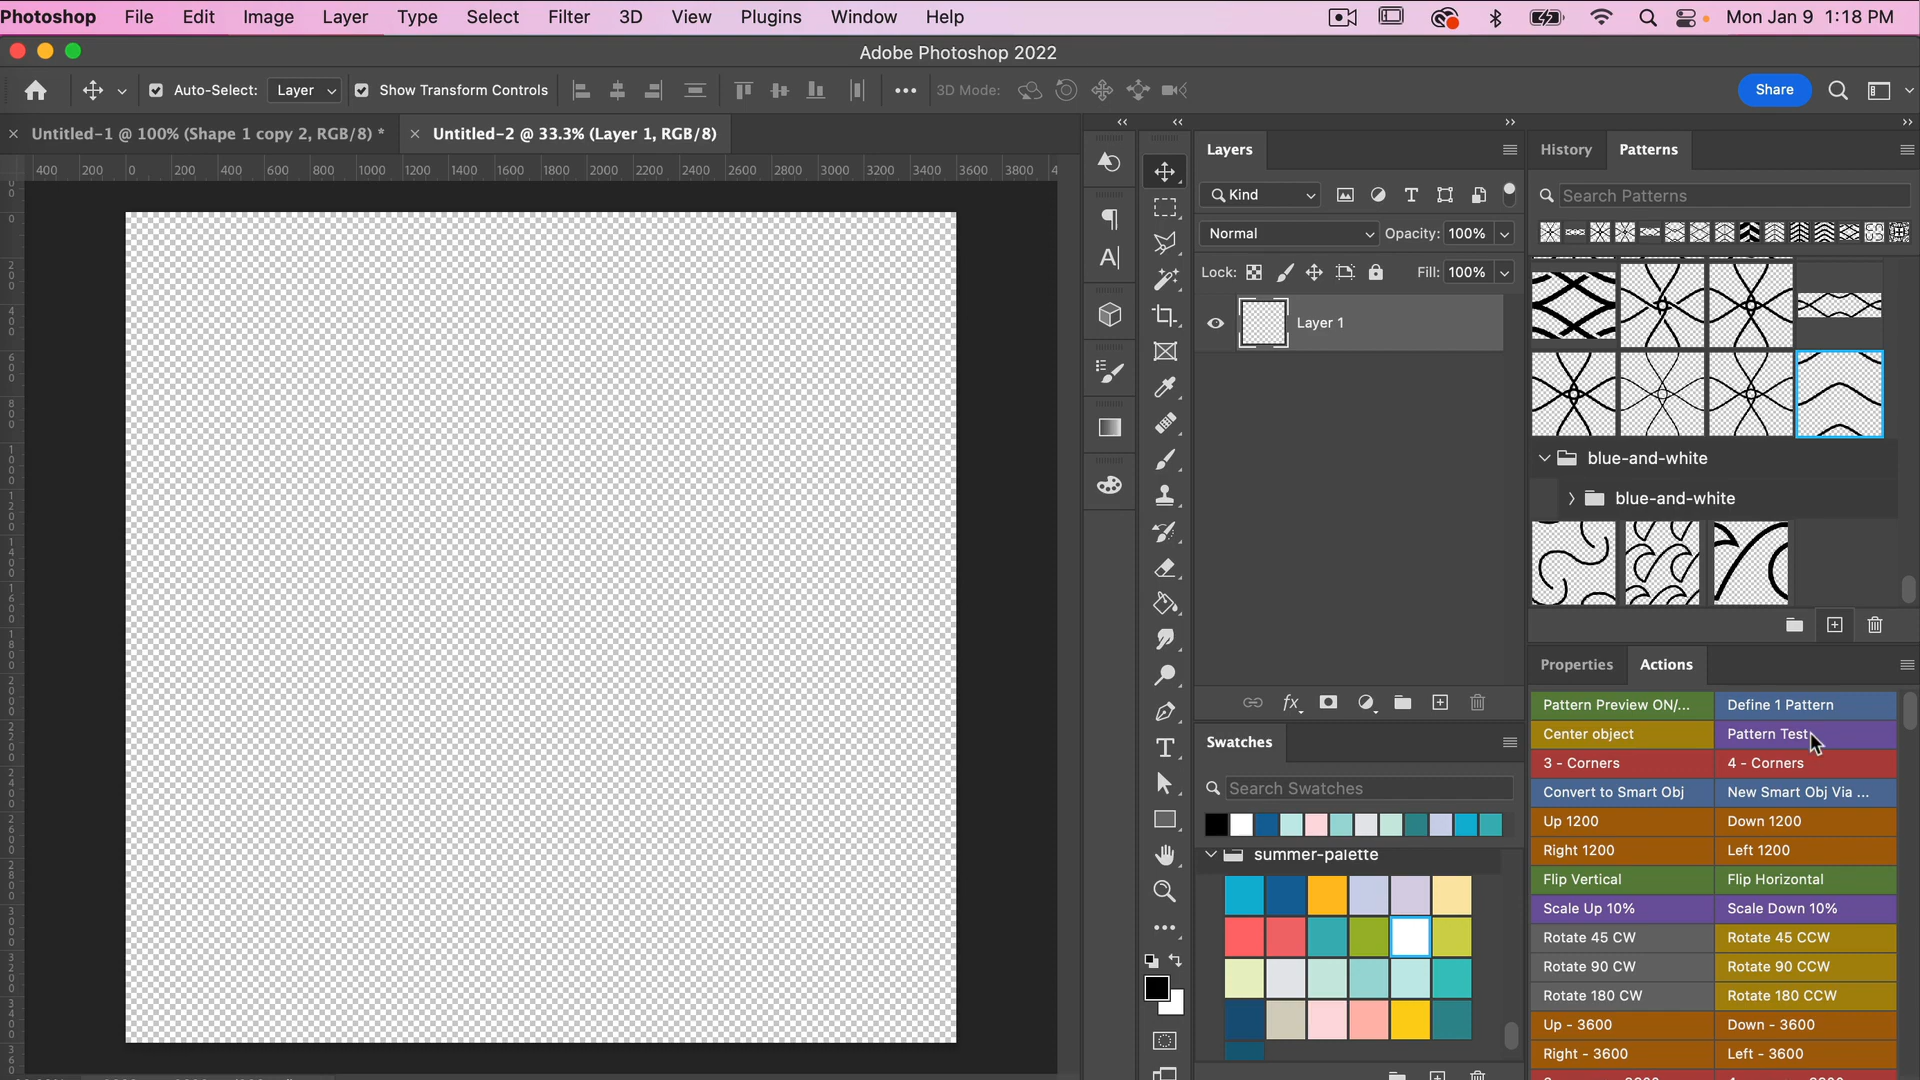 Photoshop File Edit Image Layer Type Select Filter 3D View Plugins Window Help Mon Jan 9 1:18 PM
Adobe Photoshop 2022
Auto-Select: Layer Show Transform Controls 3D Mode: Share
Untitled-1 @ 100% (Shape 1 copy 2, RGB/8) * Untitled-2 @ 33.3% (Layer 1, RGB/8)
400 200 0 200 400 600 800 1000 1200 1400 1600 1800 2000 2200 2400 2600 2800 3000 3200 3400 3600 3800 4
Layers
Kind
Normal Opacity: 100%
Lock: Fill: 100%
Layer 1
Swatches
Search Swatches
summer-palette
History Patterns
Search Patterns
blue-and-white
blue-and-white
Properties Actions
Pattern Preview ON/... Define 1 Pattern
Center object Pattern Test
3 - Corners 4 - Corners
Convert to Smart Obj New Smart Obj Via ...
Up 1200 Down 1200
Right 1200 Left 1200
Flip Vertical Flip Horizontal
Scale Up 10% Scale Down 10%
Rotate 45 CW Rotate 45 CCW
Rotate 90 CW Rotate 90 CCW
Rotate 180 CW Rotate 180 CCW
Up - 3600 Down - 3600
Right - 3600 Left - 3600